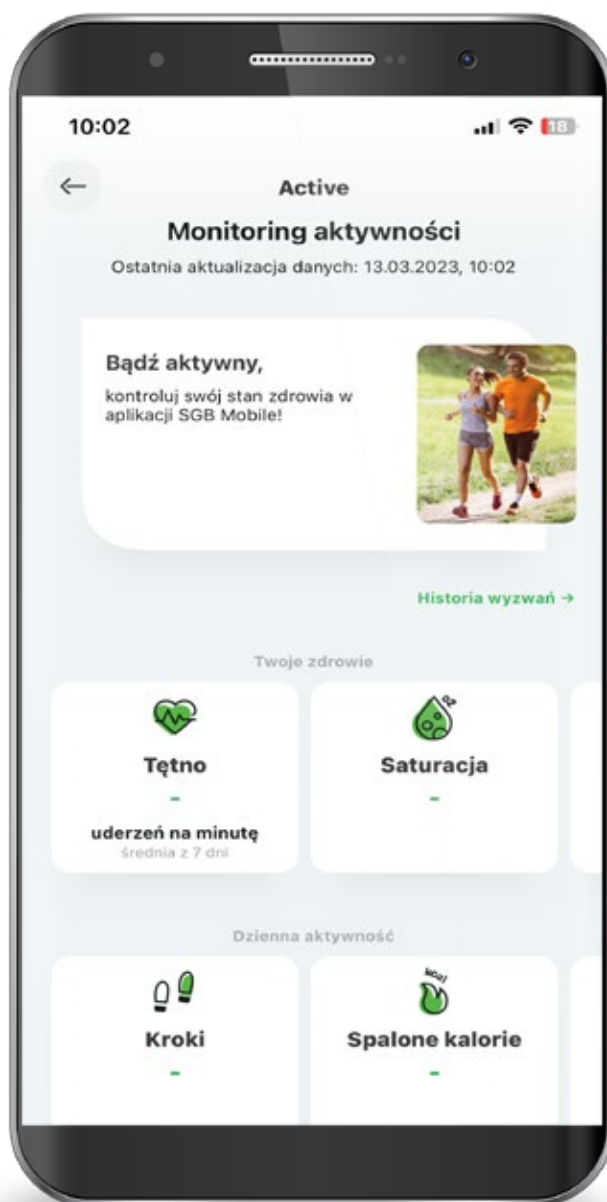 10:02
18
Active
Monitoring aktywności
Ostatnia aktualizacja danych: 13.03.2023, 10:02
Bądź aktywny,
kontroluj swój stan zdrowia w
aplikacji SGB Mobile!
Historia wyzwań →
Twoje zdrowie
O2
Tętno
Saturacja
-
-
uderzeń na minutę
średnia z 7 dni
Dzienna aktywność
Kroki
Spalone kalorie
-
-